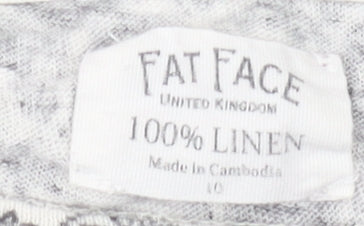 FAT FACE
UNITED KINGDOM
100% LINEN
Made in Cambodia
10